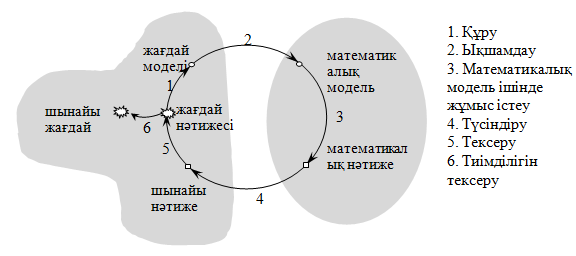 жағдай
моделі
2
математик
алық
модель
1
шынайы
жағдай
6
жағдай
нәтижесі
3
5
математикал
ық нәтиже
шынайы
нәтиже
4
1. Құру
2. Ықшамдау
3. Математикалық
модель ішінде
жұмыс істеу
4. Түсіндіру
5. Тексеру
6. Тиімділігін
тексеру